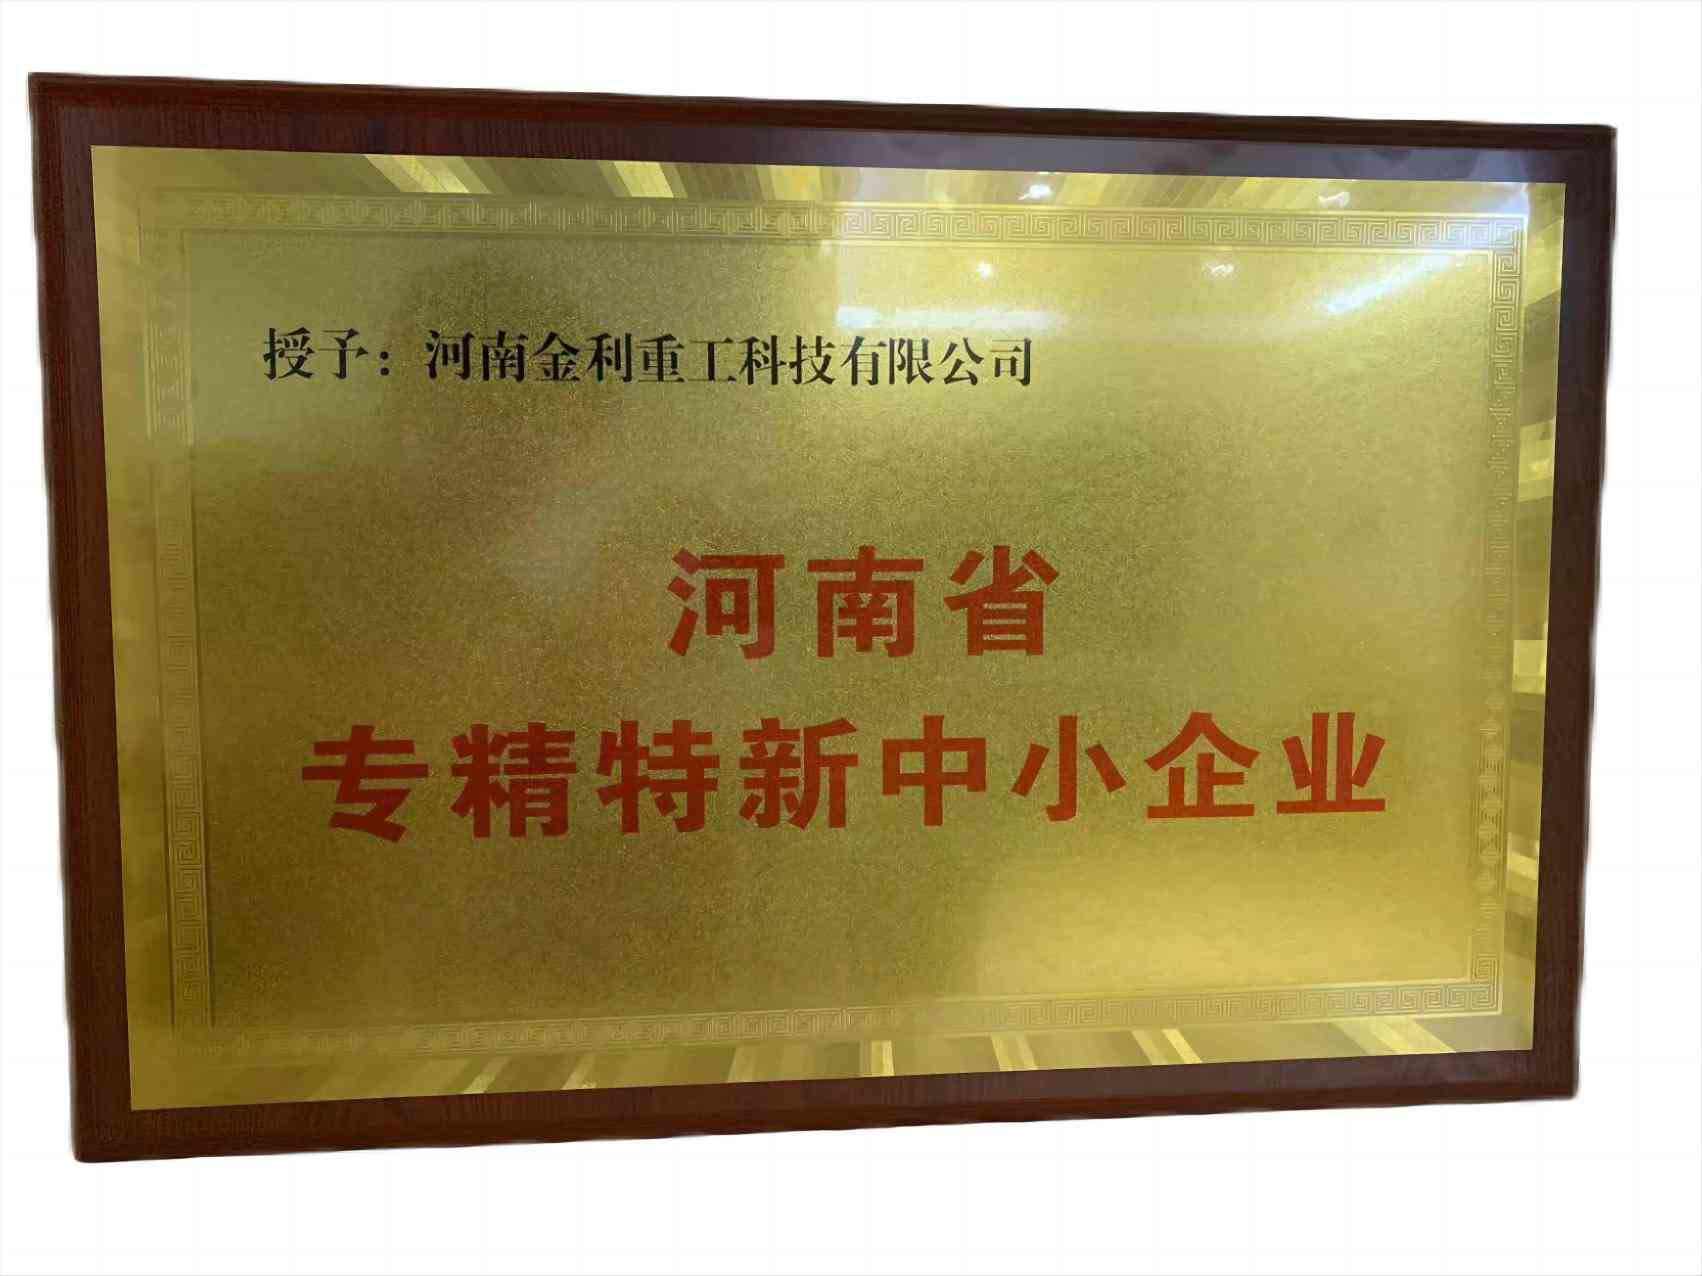 授予：河南金利重工科技有限公司
河南省
专精特新中小企业